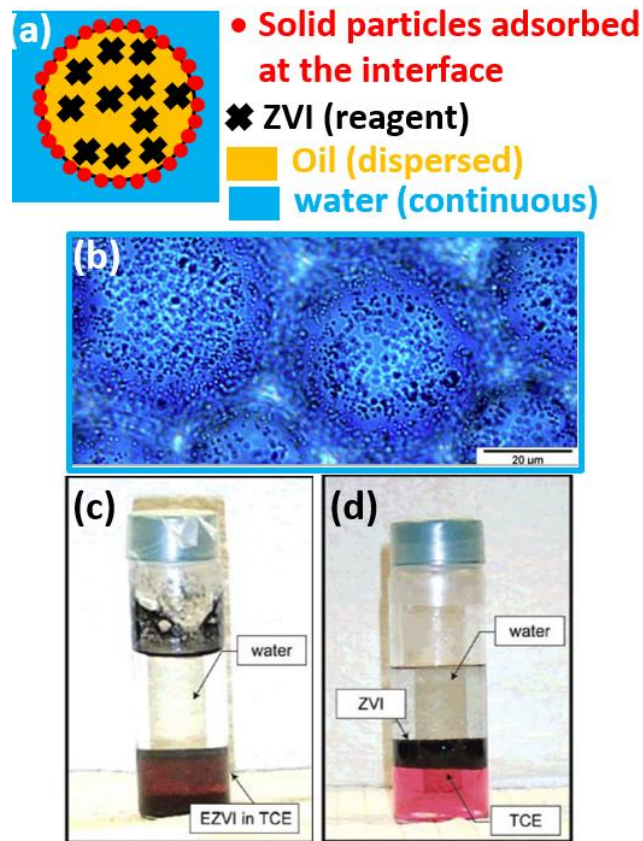 (a)
• Solid particles adsorbed
at the interface
ZVI (reagent)
Oil (dispersed)
water (continuous)
(b)
20 um
(c)
water
EZVI in TCE
(d)
water
ZVI
TCE